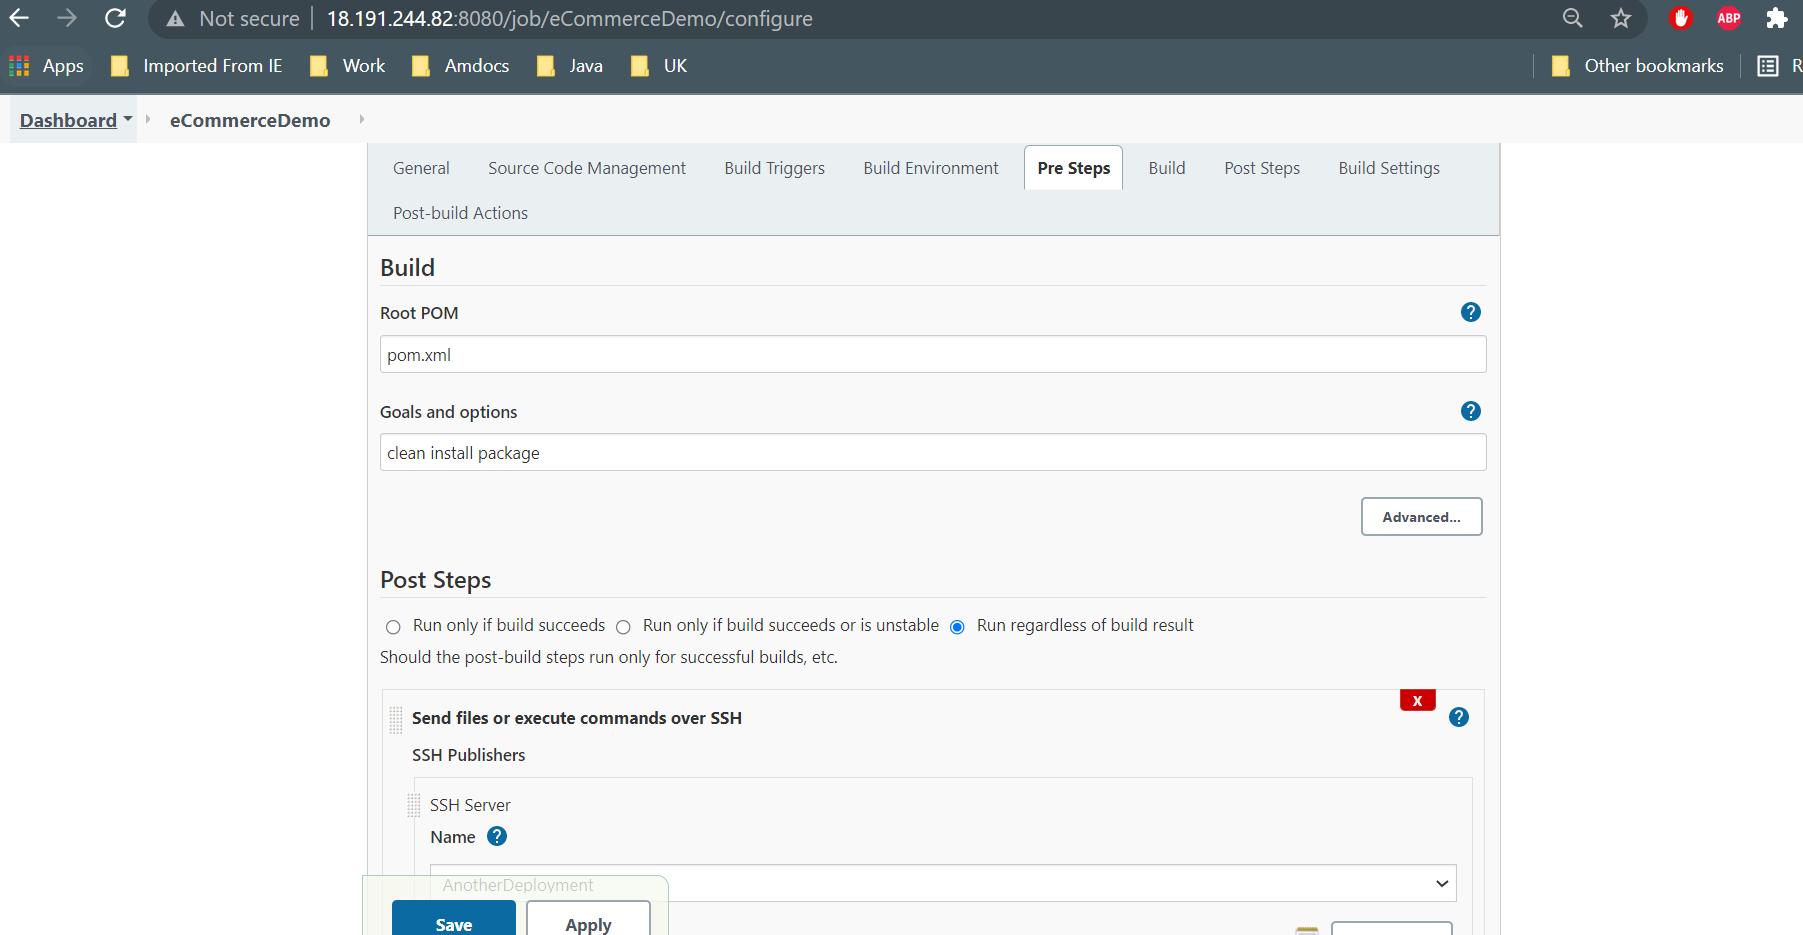 Not secure 18.191.244.82:8080/job/eCommerceDemo/configure ABP
Apps Imported From IE Work Amdocs Java UK Other bookmarks R
Dashboard eCommerceDemo
General Source Code Management Build Triggers Build Environment Pre Steps Build Post Steps Build Settings
Post-build Actions
Build
Root POM ?
pom.xml
Goals and options ?
clean install package
Advanced...
Post Steps
Run only if build succeeds Run only if build succeeds or is unstable Run regardless of build result
Should the post-build steps run only for successful builds, etc.
X
Send files or execute commands over SSH ?
SSH Publishers
SSH Server
Name ?
AnotherDeployment
Save Apply